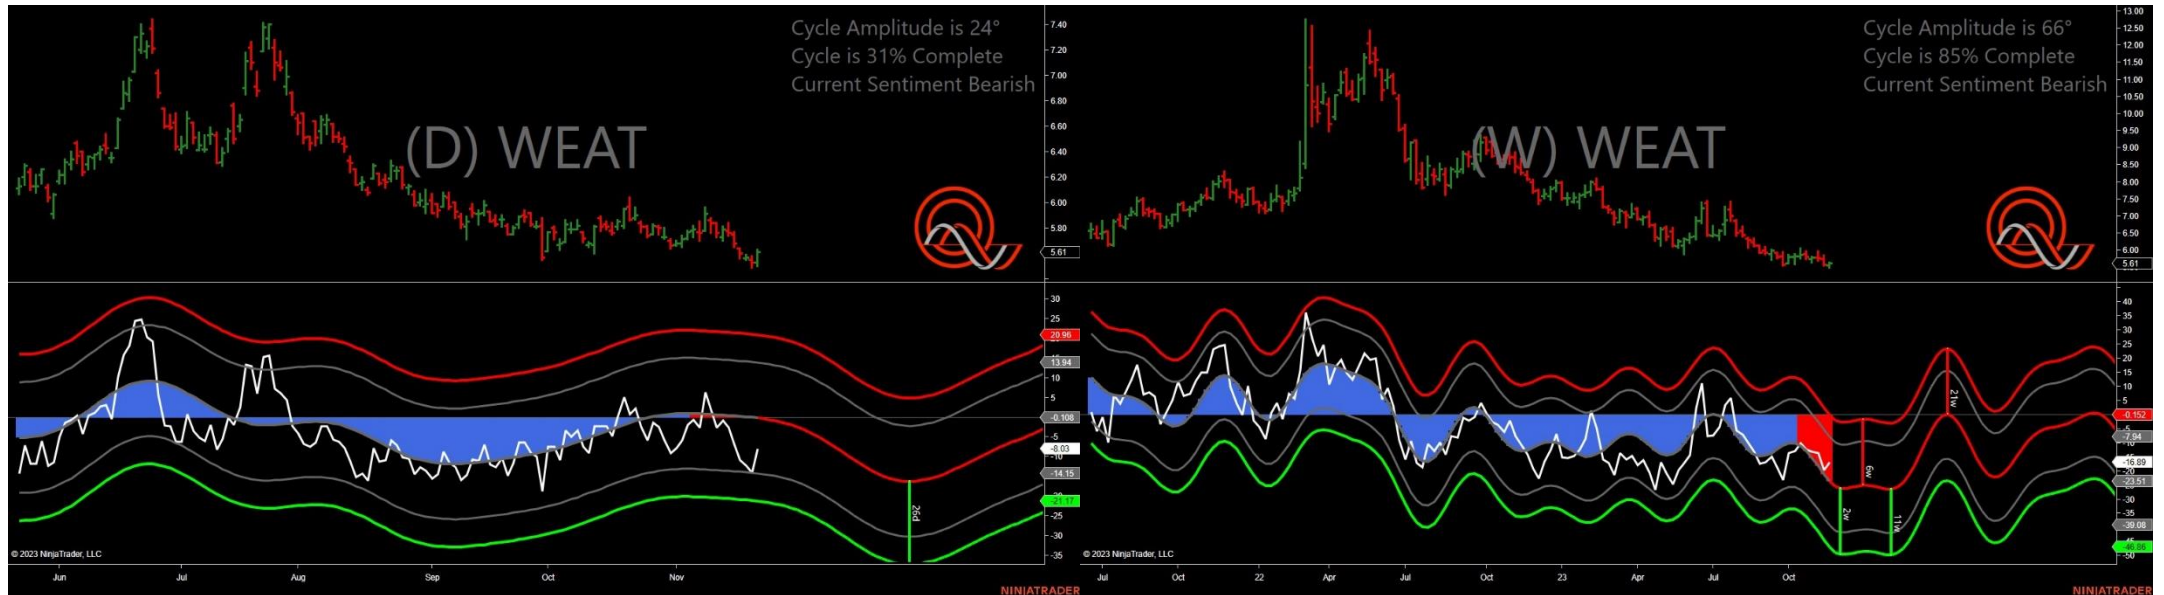 Cycle Amplitude is 24°
Cycle is 31% Complete
Current Sentiment Bearish
(D) WEAT
7.40
7.20
7.00
6.80
6.60
6.40
6.20
6.00
5.80
5.61
30
20.96
13.94
10
5
-0.108
-5
-8.03
-10
-14.15
-21.17
-25
-30
-35
26d
© 2023 NinjaTrader, LLC
Jun
Jul
Aug
Sep
Oct
Nov
NINJATRADER
Cycle Amplitude is 66°
Cycle is 85% Complete
Current Sentiment Bearish
(W) WEAT
13.00
12.50
12.00
11.50
11.00
10.50
10.00
9.50
9.00
8.50
8.00
7.50
7.00
6.50
6.00
5.61
40
35
30
25
20
15
10
5
-0.152
-7.94
-10
-16.89
-23.51
-30
-35
-39.08
-46.86
-50
21w
6w
2w
11w
© 2023 NinjaTrader, LLC
Jul
Oct
22
Apr
Jul
Oct
23
Apr
Jul
Oct
NINJATRADER